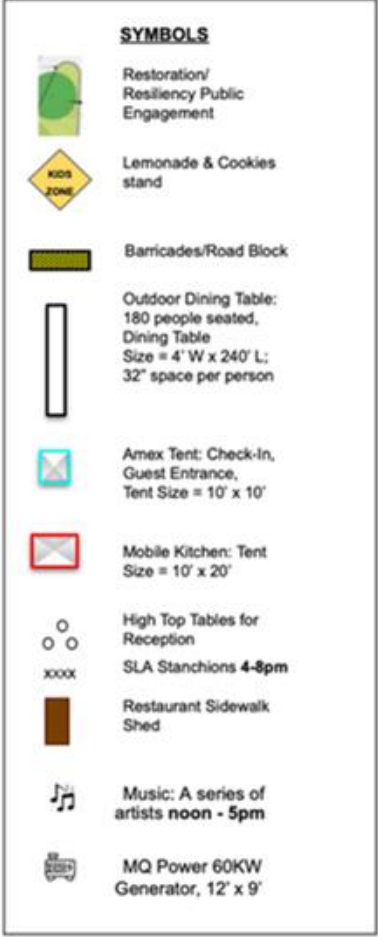 SYMBOLS
Restoration/
Resiliency Public
Engagement
KIDS
ZONE
Lemonade & Cookies
stand
Barricades/Road Block
Outdoor Dining Table:
180 people seated,
Dining Table
Size = 4' W x 240' L;
32" space per person
Amex Tent: Check-In,
Guest Entrance,
Tent Size = 10' x 10'
Mobile Kitchen: Tent
Size = 10' x 20'
High Top Tables for
Reception
xxxx SLA Stanchions 4-8pm
Restaurant Sidewalk
Shed
Music: A series of
artists noon - 5pm
MQ Power 60KW
Generator, 12' x 9'